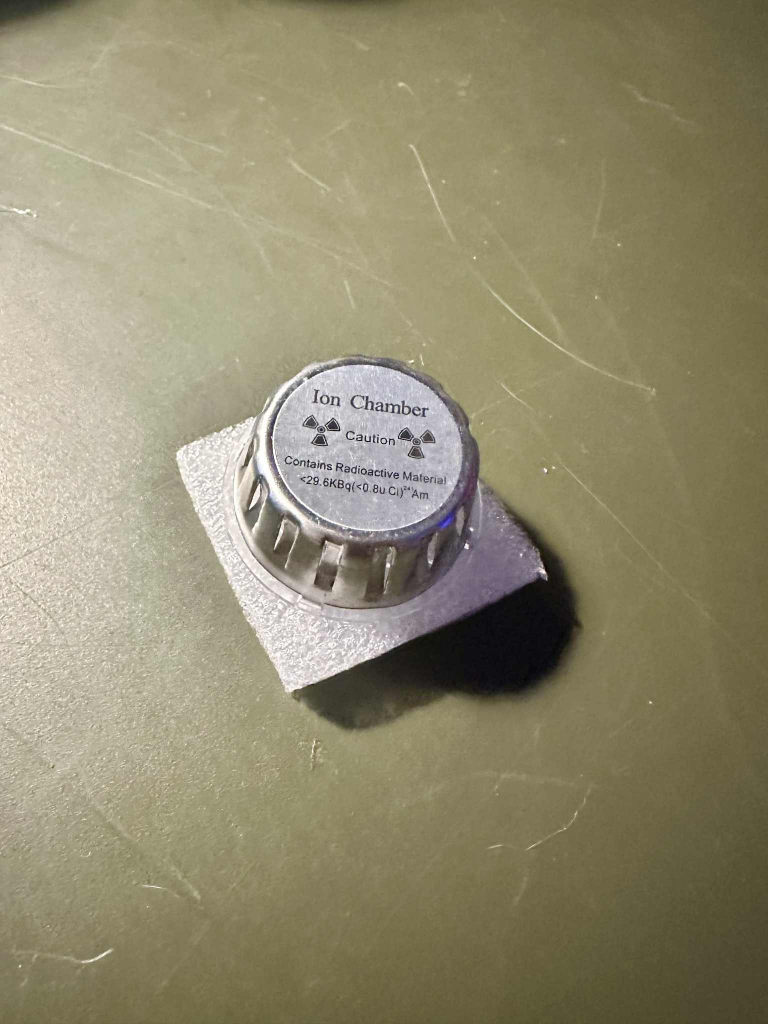 Ion Chamber
Caution
Contains Radioactive Material
<29.6KBq(<0.8u Ci)²⁴¹Am